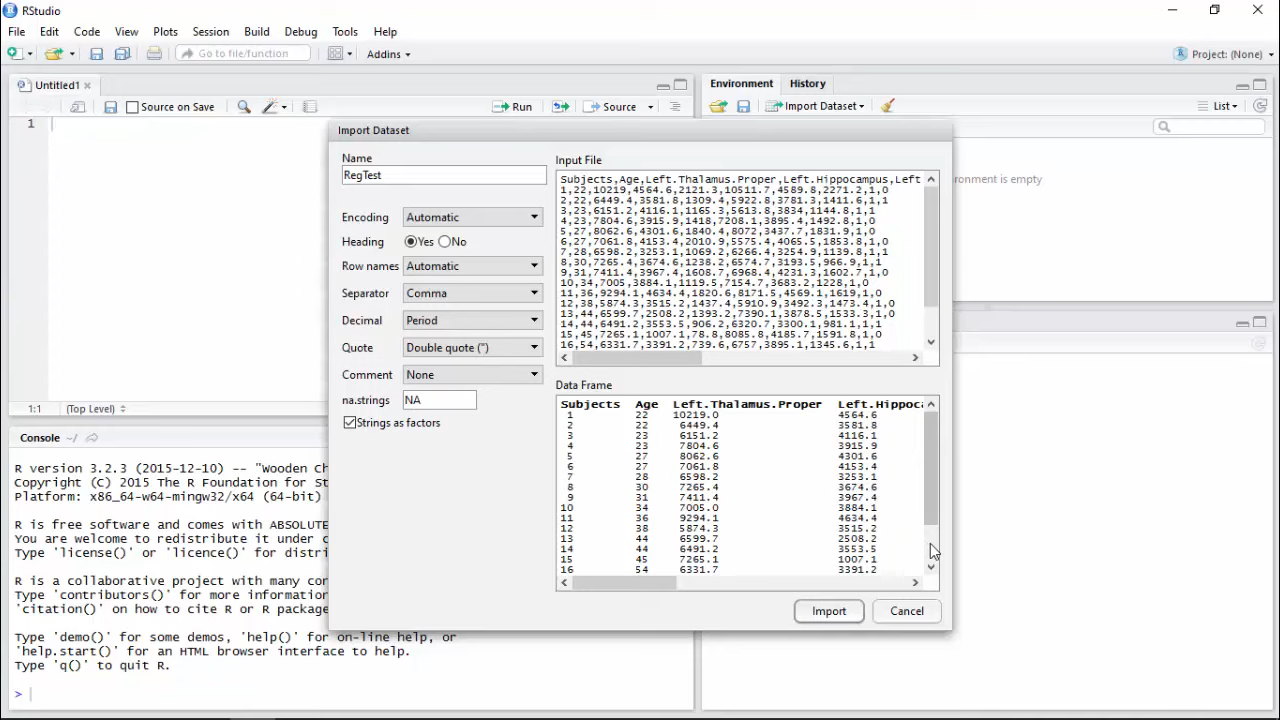 RStudio
File Edit Code View Plots Session Build Debug Tools Help
Go to file/function Addins Project: (None)
Untitled1
Source on Save Run Source
1
1:1 (Top Level)
Console ~/
R version 3.2.3 (2015-12-10) -- "Wooden Ch
Copyright (C) 2015 The R Foundation for St
Platform: x86_64-w64-mingw32/x64 (64-bit)
R is free software and comes with ABSOLUTE
You are welcome to redistribute it under c
Type 'license()' or 'licence()' for distri
R is a collaborative project with many con
Type 'contributors()' for more information
'citation()' on how to cite R or R package
Type 'demo()' for some demos, 'help()' for on-line help, or
'help.start()' for an HTML browser interface to help.
Type 'q()' to quit R.
>
Environment History
Import Dataset List
ronment is empty
Import Dataset
Name
RegTest
Encoding Automatic
Heading Yes No
Row names Automatic
Separator Comma
Decimal Period
Quote Double quote (")
Comment None
na.strings NA
Strings as factors
Input File
Subjects,Age,Left.Thalamus.Proper,Left.Hippocampus,Left
1,22,10219,4564.6,2121.3,10511.7,4589.8,2271.2,1,0
2,22,6449.4,3581.8,1309.4,5922.8,3781.3,1411.6,1,1
3,23,6151.2,4116.1,1165.3,5613.8,3834,1144.8,1,1
4,23,7804.6,3915.9,1418,7208.1,3895.4,1492.8,1,0
5,27,8062.6,4301.6,1840.4,8072,3437.7,1831.9,1,0
6,27,7061.8,4153.4,2010.9,5575.4,4065.5,1853.8,1,0
7,28,6598.2,3253.1,1069.2,6266.4,3254.9,1139.8,1,1
8,30,7265.4,3674.6,1238.2,6574.7,3193.5,966.9,1,1
9,31,7411.4,3967.4,1608.7,6968.4,4231.3,1602.7,1,0
10,34,7005,3884.1,1119.5,7154.7,3683.2,1228,1,0
11,36,9294.1,4634.4,1820.6,8171.5,4569.1,1619,1,0
12,38,5874.3,3515.2,1437.4,5910.9,3492.3,1473.4,1,0
13,44,6599.7,2508.2,1393.2,7390.1,3878.5,1533.3,1,0
14,44,6491.2,3553.5,906.2,6320.7,3300.1,981.1,1,1
15,45,7265.1,1007.1,78.8,8085.8,4185.7,1591.8,1,0
16,54,6331.7,3391.2,739.6,6757,3895.1,1345.6,1,1
Data Frame
Subjects Age Left.Thalamus.Proper Left.Hippoca
1 22 10219.0 4564.6
2 22 6449.4 3581.8
3 23 6151.2 4116.1
4 23 7804.6 3915.9
5 27 8062.6 4301.6
6 27 7061.8 4153.4
7 28 6598.2 3253.1
8 30 7265.4 3674.6
9 31 7411.4 3967.4
10 34 7005.0 3884.1
11 36 9294.1 4634.4
12 38 5874.3 3515.2
13 44 6599.7 2508.2
14 44 6491.2 3553.5
15 45 7265.1 1007.1
16 54 6331.7 3391.2
Import Cancel